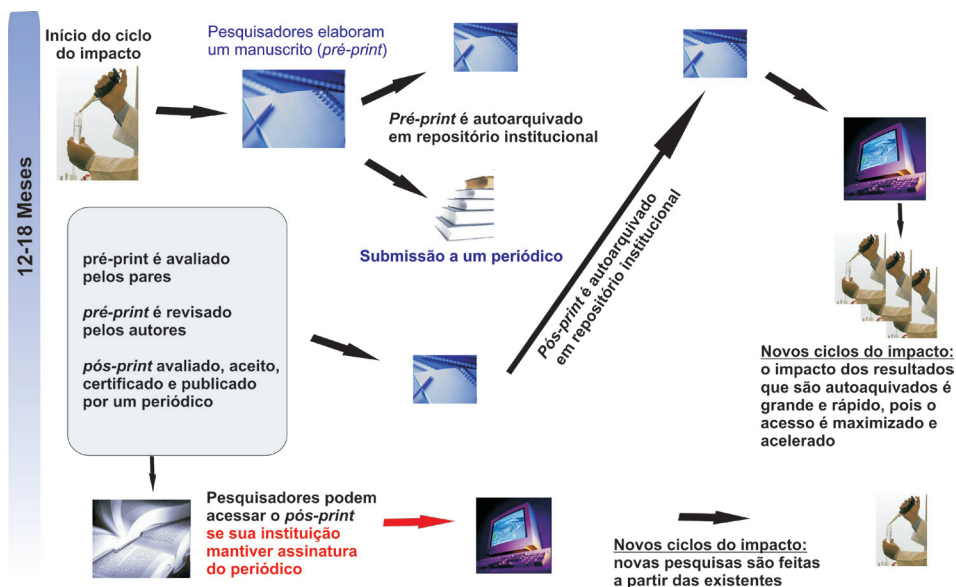 12-18 Meses
Início do ciclo
do impacto
Pesquisadores elaboram
um manuscrito (pré-print)
Pré-print é autoarquivado
em repositório institucional
Submissão a um periódico
pré-print é avaliado
pelos pares
pré-print é revisado
pelos autores
pós-print avaliado, aceito,
certificado e publicado
por um periódico
Pós-print é autoarquivado
em repositório institucional
Novos ciclos do impacto:
o impacto dos resultados
que são autoaquivados é
grande e rápido, pois o
acesso é maximizado e
acelerado
Pesquisadores podem
acessar o pós-print
se sua instituição
mantiver assinatura
do periódico
Novos ciclos do impacto:
novas pesquisas são feitas
a partir das existentes